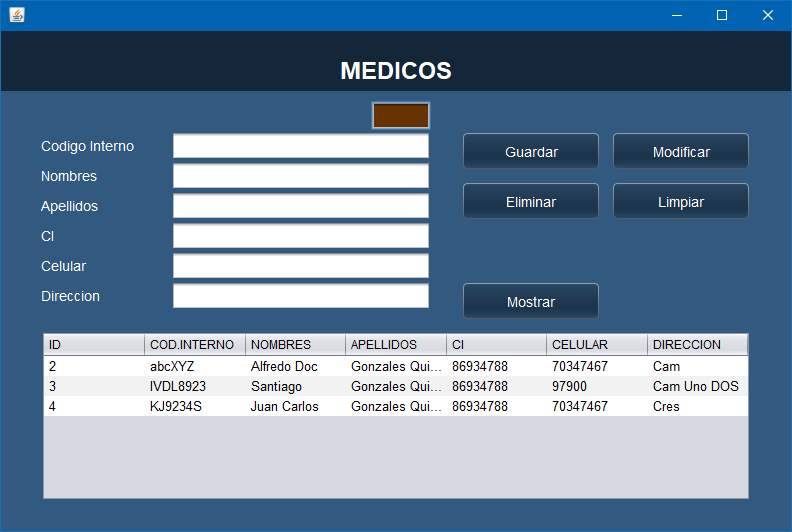 MEDICOS
Codigo Interno
Guardar Modificar
Nombres
Apellidos
Eliminar Limpiar
CI
Celular
Direccion
Mostrar
ID COD.INTERNO NOMBRES APELLIDOS CI CELULAR DIRECCION
2 abcXYZ Alfredo Doc Gonzales Qui... 86934788 70347467 Cam
3 IVDL8923 Santiago Gonzales Qui... 86934788 97900 Cam Uno DOS
4 KJ9234S Juan Carlos Gonzales Qui... 86934788 70347467 Cres